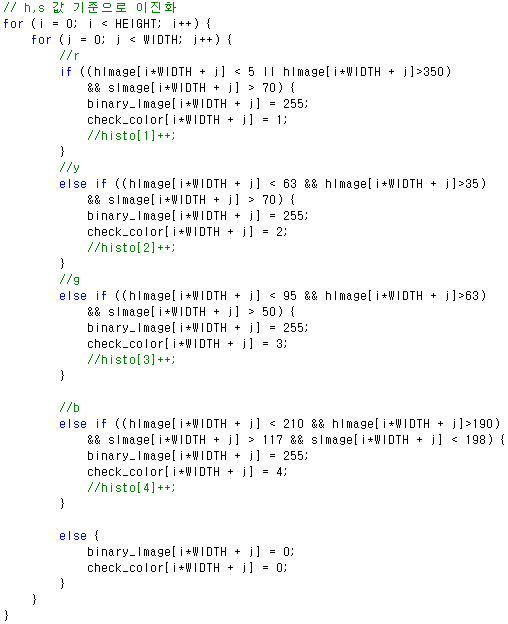 // h,s 값 기준으로 이진화
for (i = 0; i < HEIGHT; i++) {
    for (j = 0; j < WIDTH; j++) {
        //r
        if ((hImage[i*WIDTH + j] < 5 || hImage[i*WIDTH + j]>350)
            && sImage[i*WIDTH + j] > 70) {
            binary_Image[i*WIDTH + j] = 255;
            check_color[i*WIDTH + j] = 1;
            //histo[1]++;
        }
        //y
        else if ((hImage[i*WIDTH + j] < 63 && hImage[i*WIDTH + j]>35)
            && sImage[i*WIDTH + j] > 70) {
            binary_Image[i*WIDTH + j] = 255;
            check_color[i*WIDTH + j] = 2;
            //histo[2]++;
        }
        //g
        else if ((hImage[i*WIDTH + j] < 95 && hImage[i*WIDTH + j]>63)
            && sImage[i*WIDTH + j] > 50) {
            binary_Image[i*WIDTH + j] = 255;
            check_color[i*WIDTH + j] = 3;
            //histo[3]++;
        }

        //b
        else if ((hImage[i*WIDTH + j] < 210 && hImage[i*WIDTH + j]>190)
            && sImage[i*WIDTH + j] > 117 && sImage[i*WIDTH + j] < 198) {
            binary_Image[i*WIDTH + j] = 255;
            check_color[i*WIDTH + j] = 4;
            //histo[4]++;
        }

        else {
            binary_Image[i*WIDTH + j] = 0;
            check_color[i*WIDTH + j] = 0;
        }
    }
}